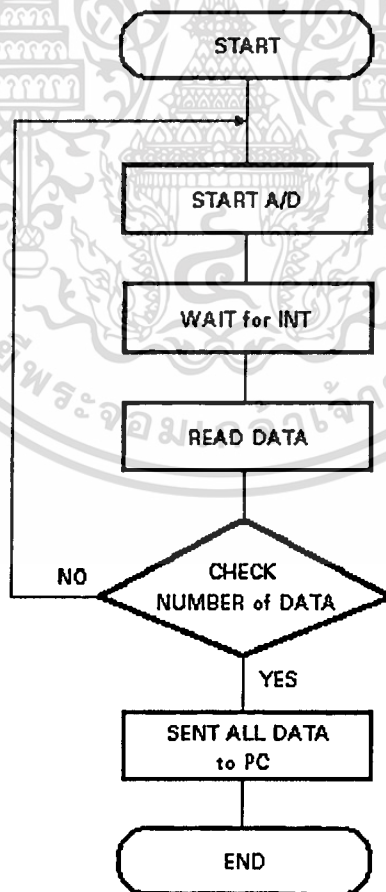 START
START A/D
WAIT for INT
READ DATA
CHECK
NUMBER of DATA
NO
YES
SENT ALL DATA
to PC
END